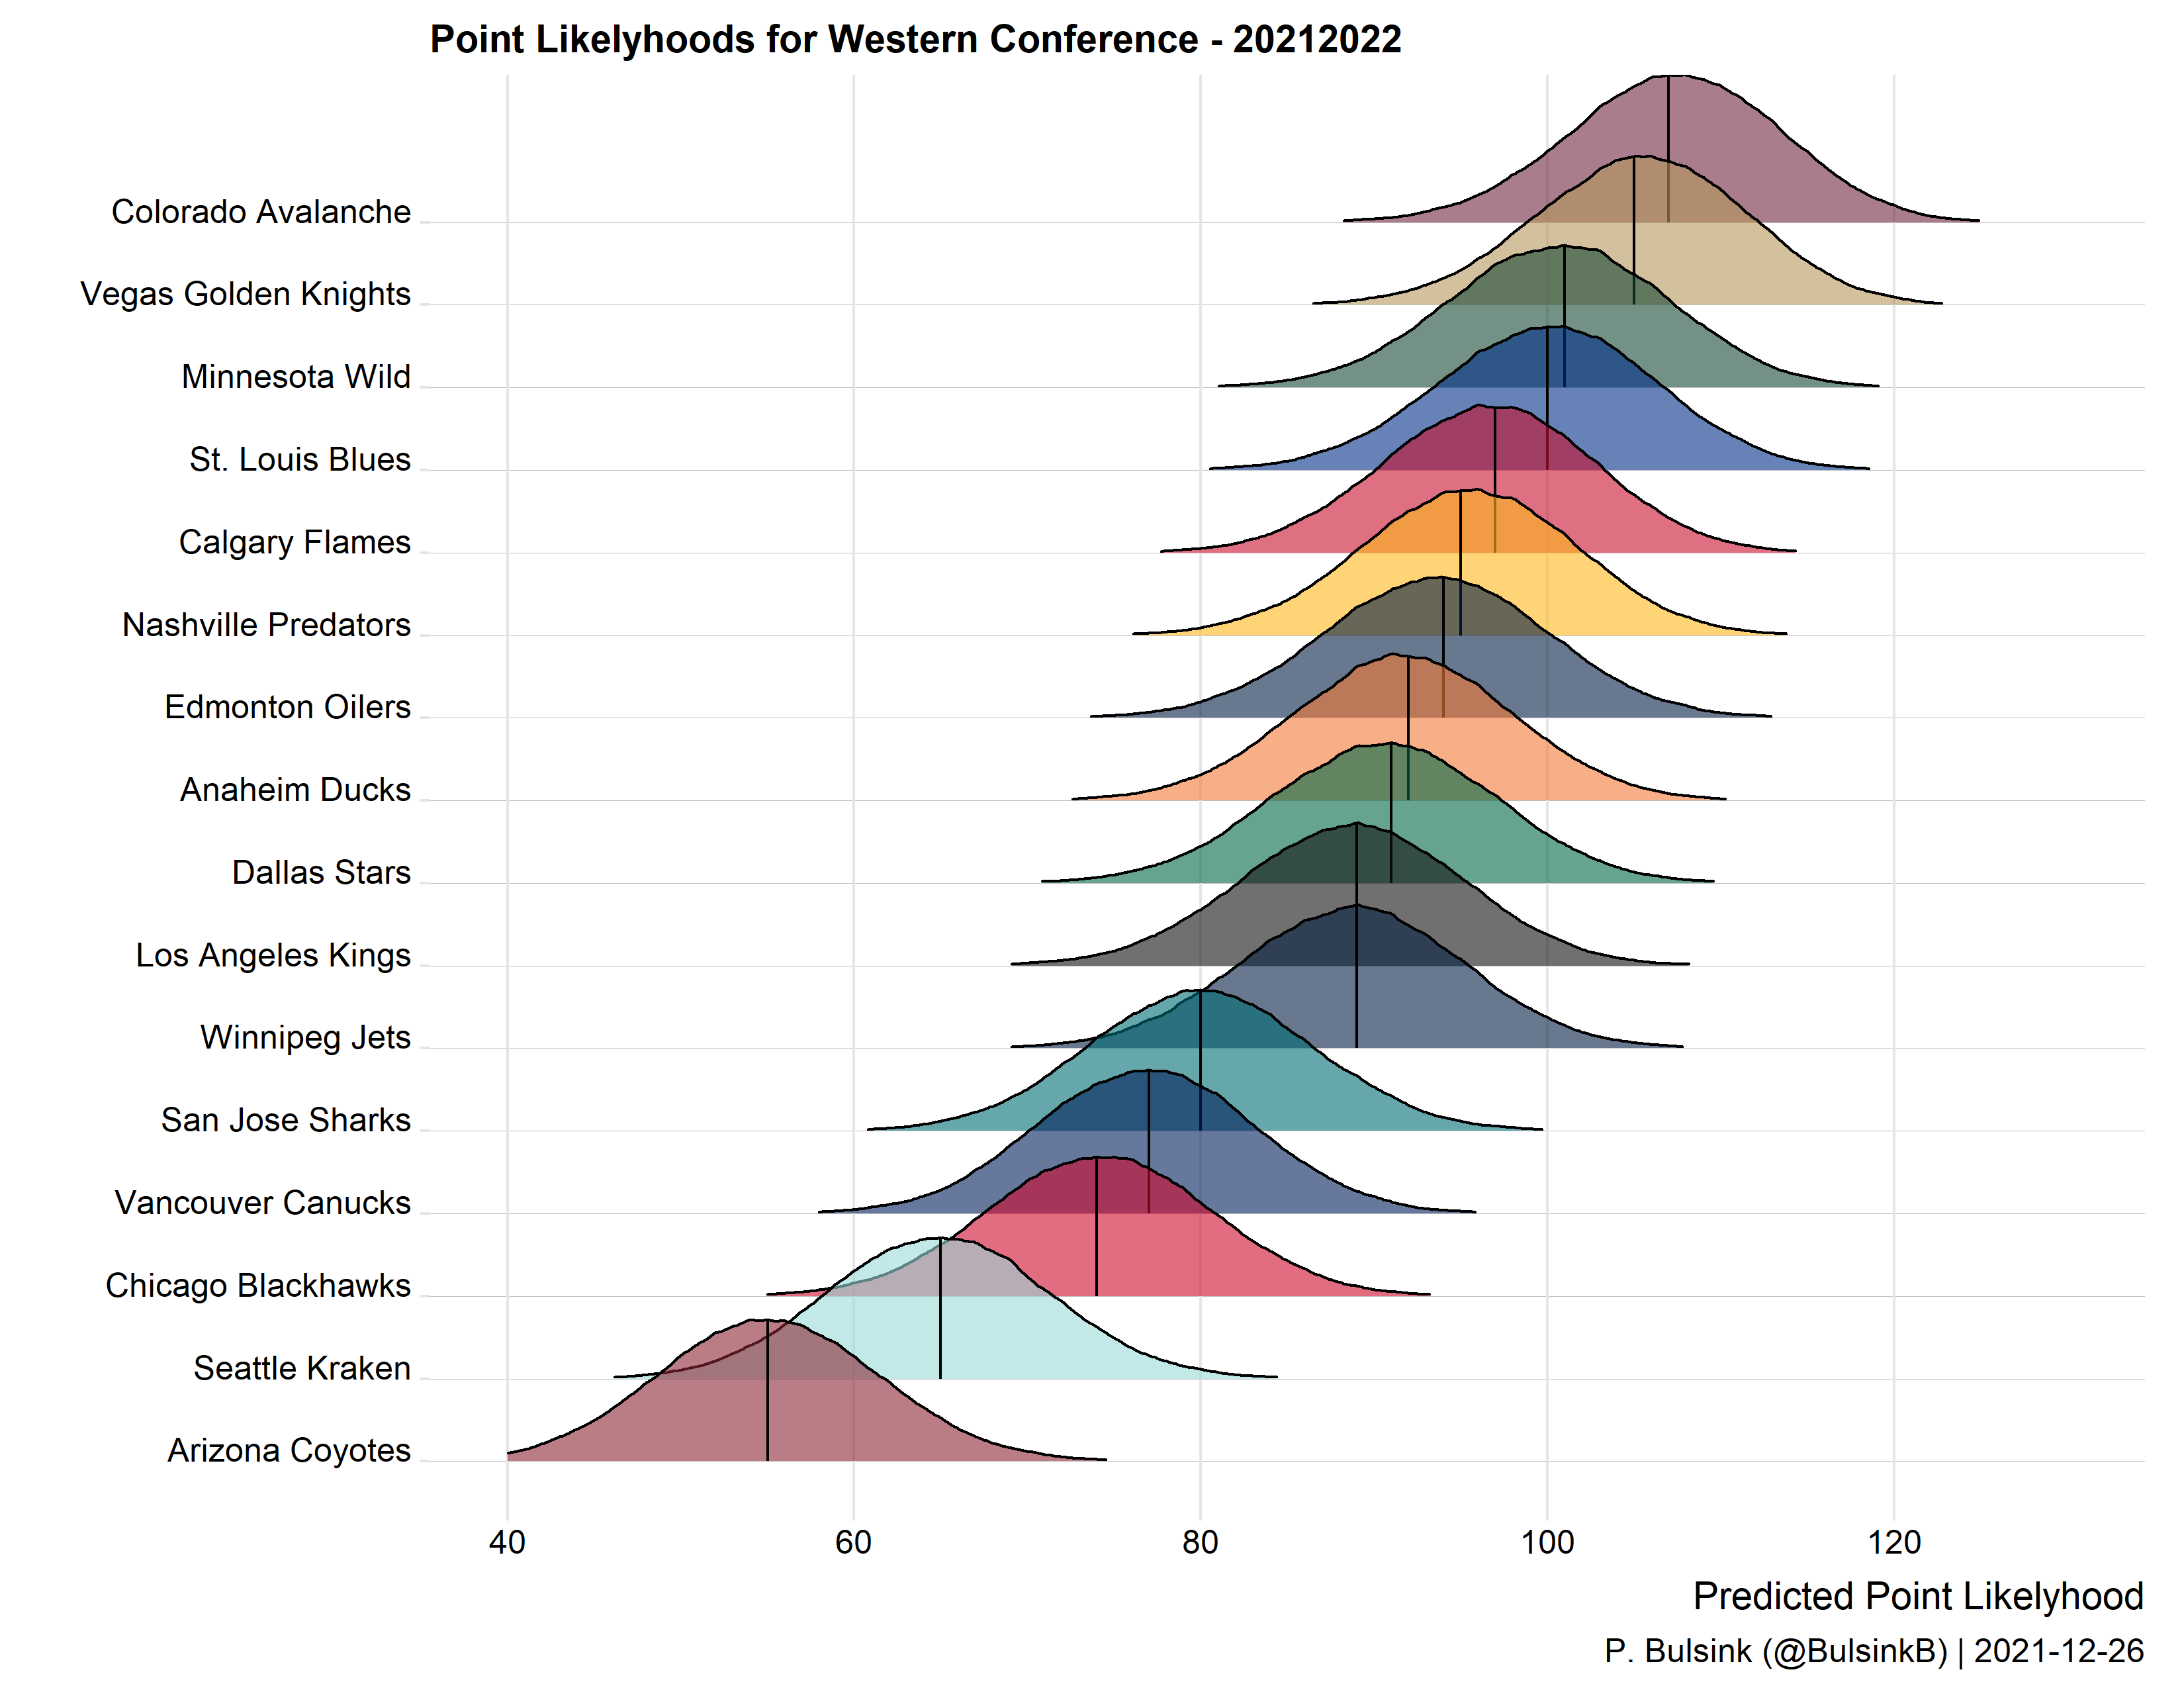 Point Likelyhoods for Western Conference - 20212022
Colorado Avalanche
Vegas Golden Knights
Minnesota Wild
St. Louis Blues
Calgary Flames
Nashville Predators
Edmonton Oilers
Anaheim Ducks
Dallas Stars
Los Angeles Kings
Winnipeg Jets
San Jose Sharks
Vancouver Canucks
Chicago Blackhawks
Seattle Kraken
Arizona Coyotes
40 60 80 100 120
Predicted Point Likelyhood
P. Bulsink (@BulsinkB) | 2021-12-26